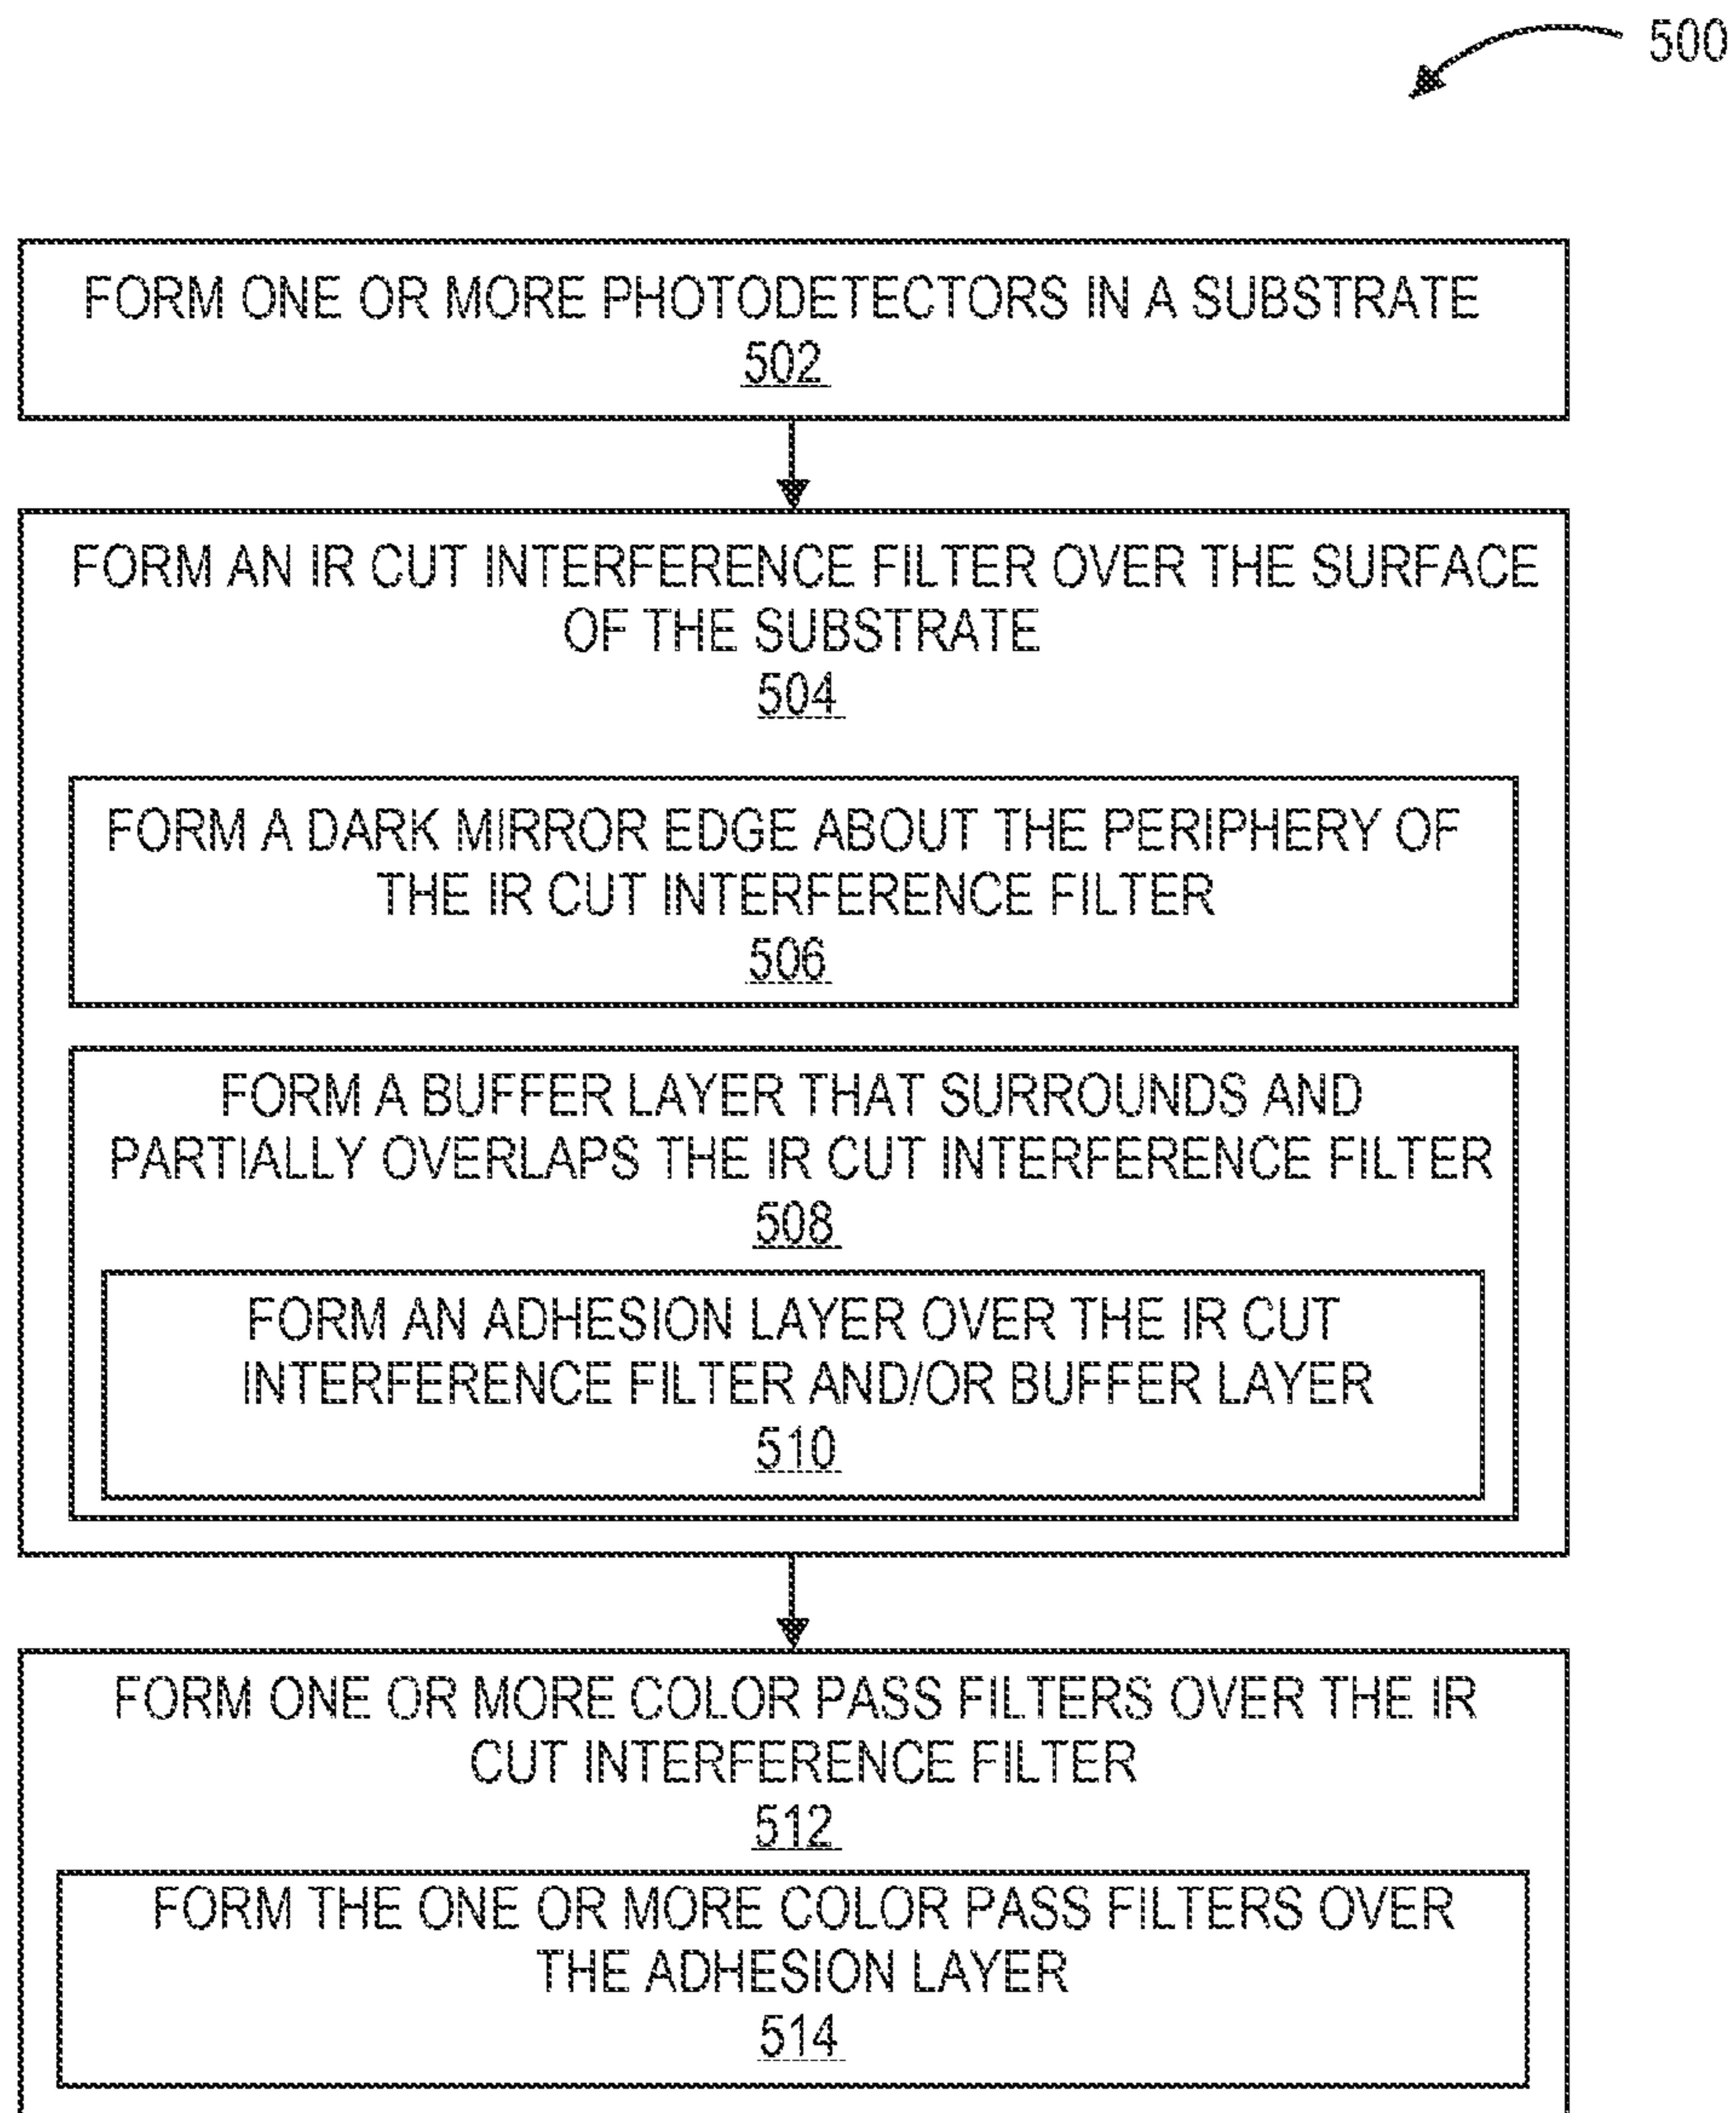 500
FORM ONE OR MORE PHOTODETECTORS IN A SUBSTRATE
502
FORM AN IR CUT INTERFERENCE FILTER OVER THE SURFACE
OF THE SUBSTRATE
504
FORM A DARK MIRROR EDGE ABOUT THE PERIPHERY OF
THE IR CUT INTERFERENCE FILTER
506
FORM A BUFFER LAYER THAT SURROUNDS AND
PARTIALLY OVERLAPS THE IR CUT INTERFERENCE FILTER
508
FORM AN ADHESION LAYER OVER THE IR CUT
INTERFERENCE FILTER AND/OR BUFFER LAYER
510
FORM ONE OR MORE COLOR PASS FILTERS OVER THE IR
CUT INTERFERENCE FILTER
512
FORM THE ONE OR MORE COLOR PASS FILTERS OVER
THE ADHESION LAYER
514